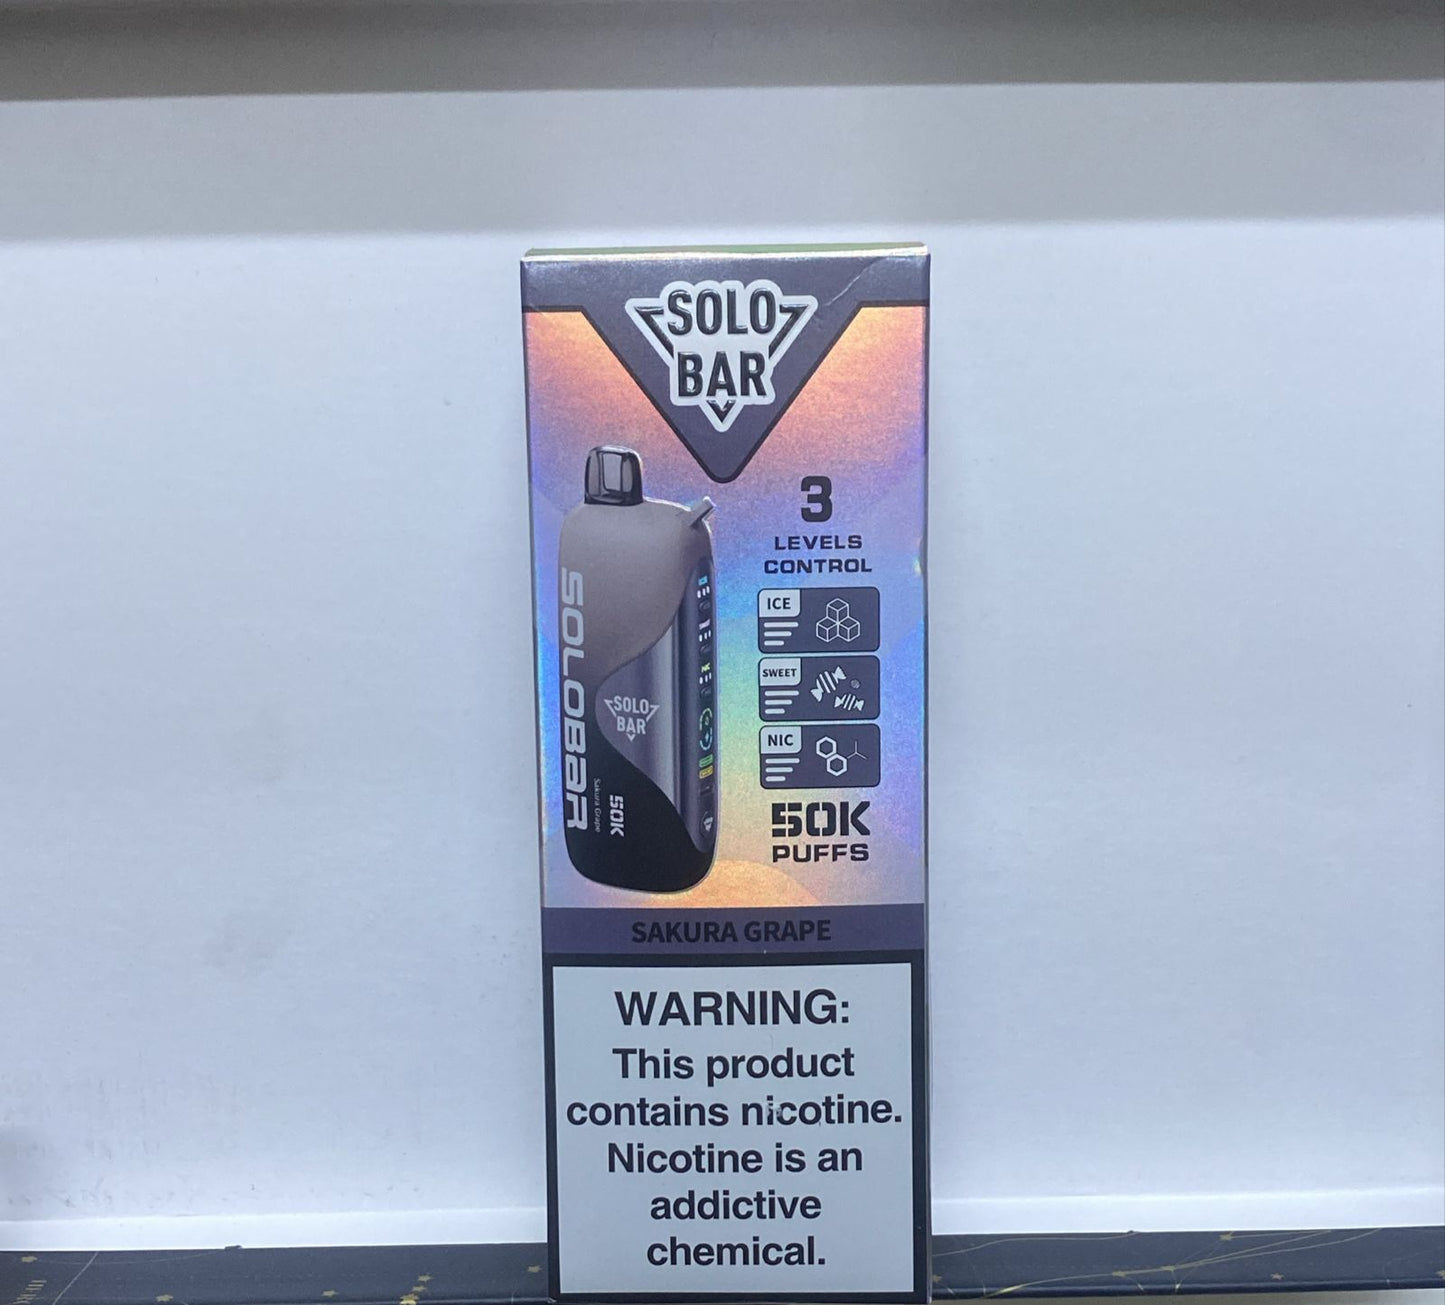 SOLO
BAR
3
LEVELS
CONTROL
ICE
SWEET
NIC
50K
PUFFS
SOLOBAR
SOLO
BAR
50K
Sakura Grape
SAKURA GRAPE
WARNING:
This product
contains nicotine.
Nicotine is an
addictive
chemical.